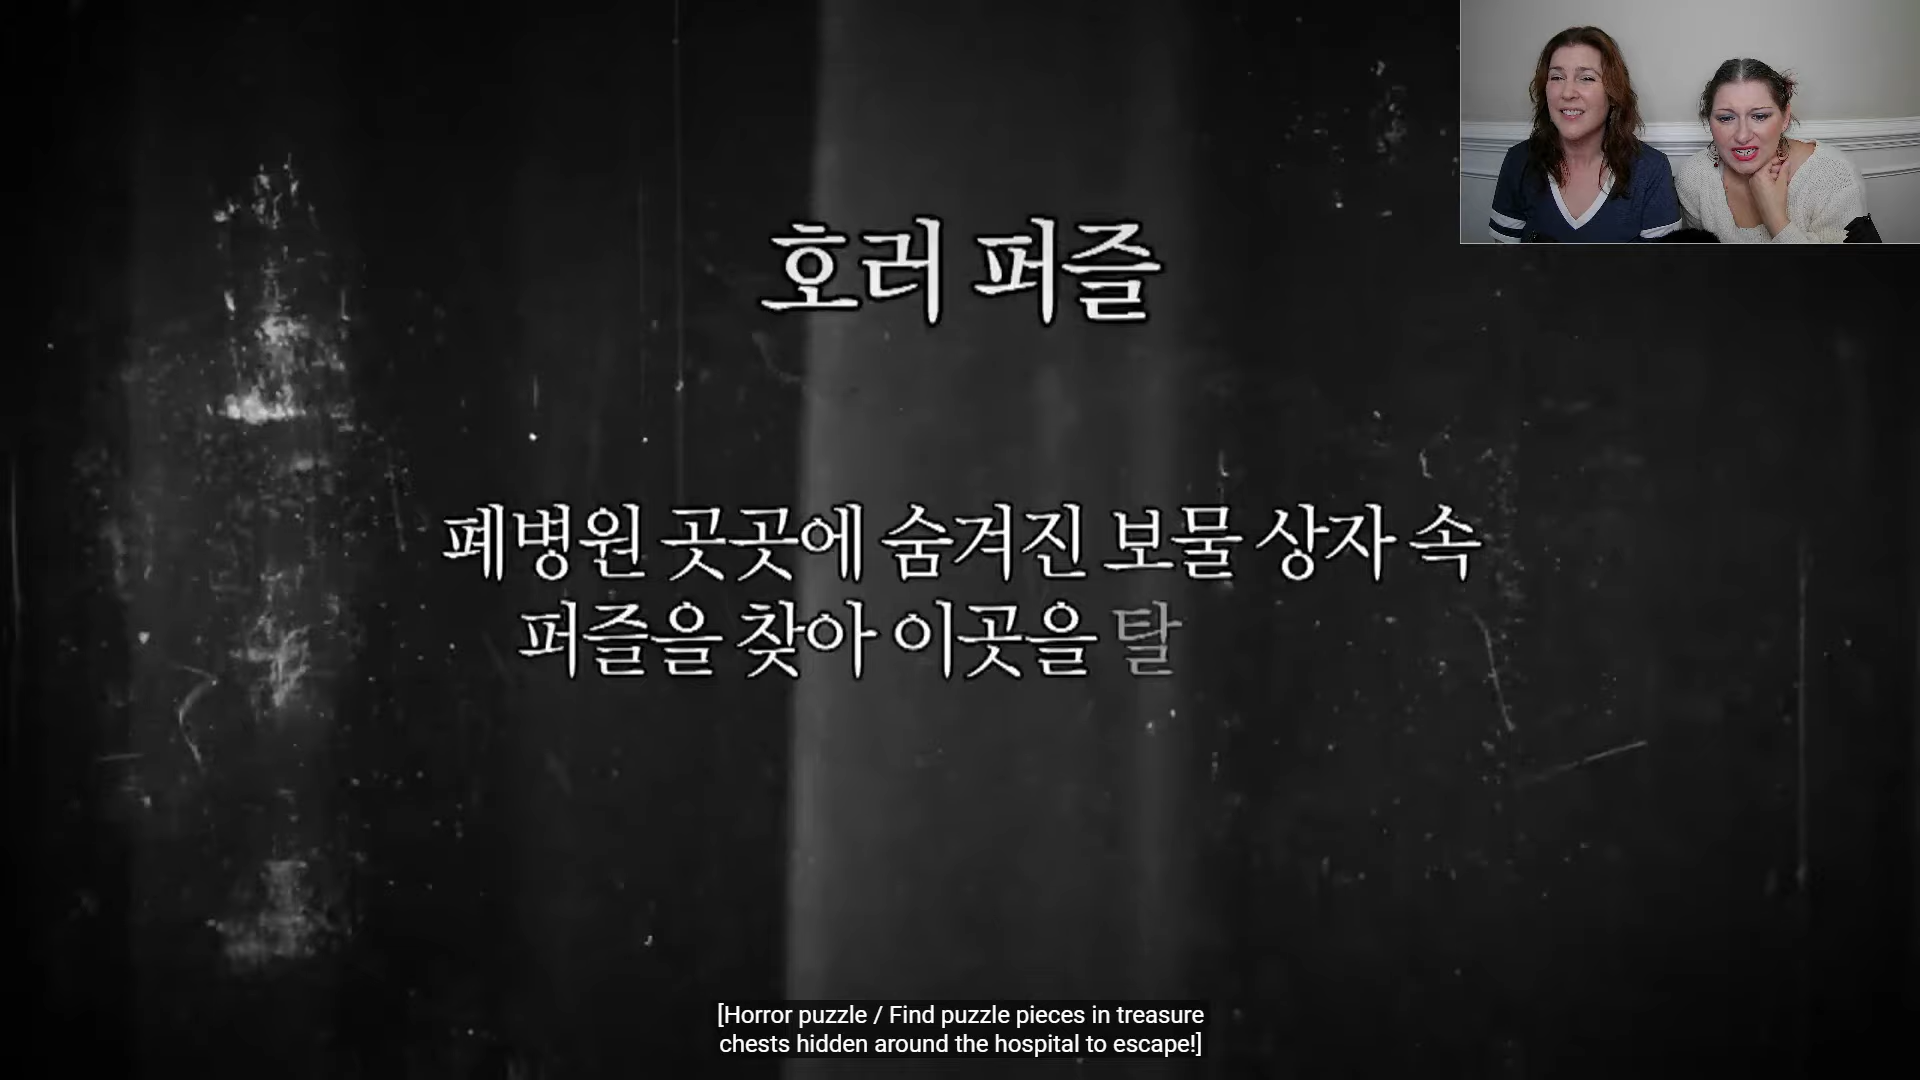 호러 퍼즐
폐병원 곳곳에 숨겨진 보물 상자 속
퍼즐을 찾아 이곳을 탈
[Horror puzzle / Find puzzle pieces in treasure
chests hidden around the hospital to escape!]